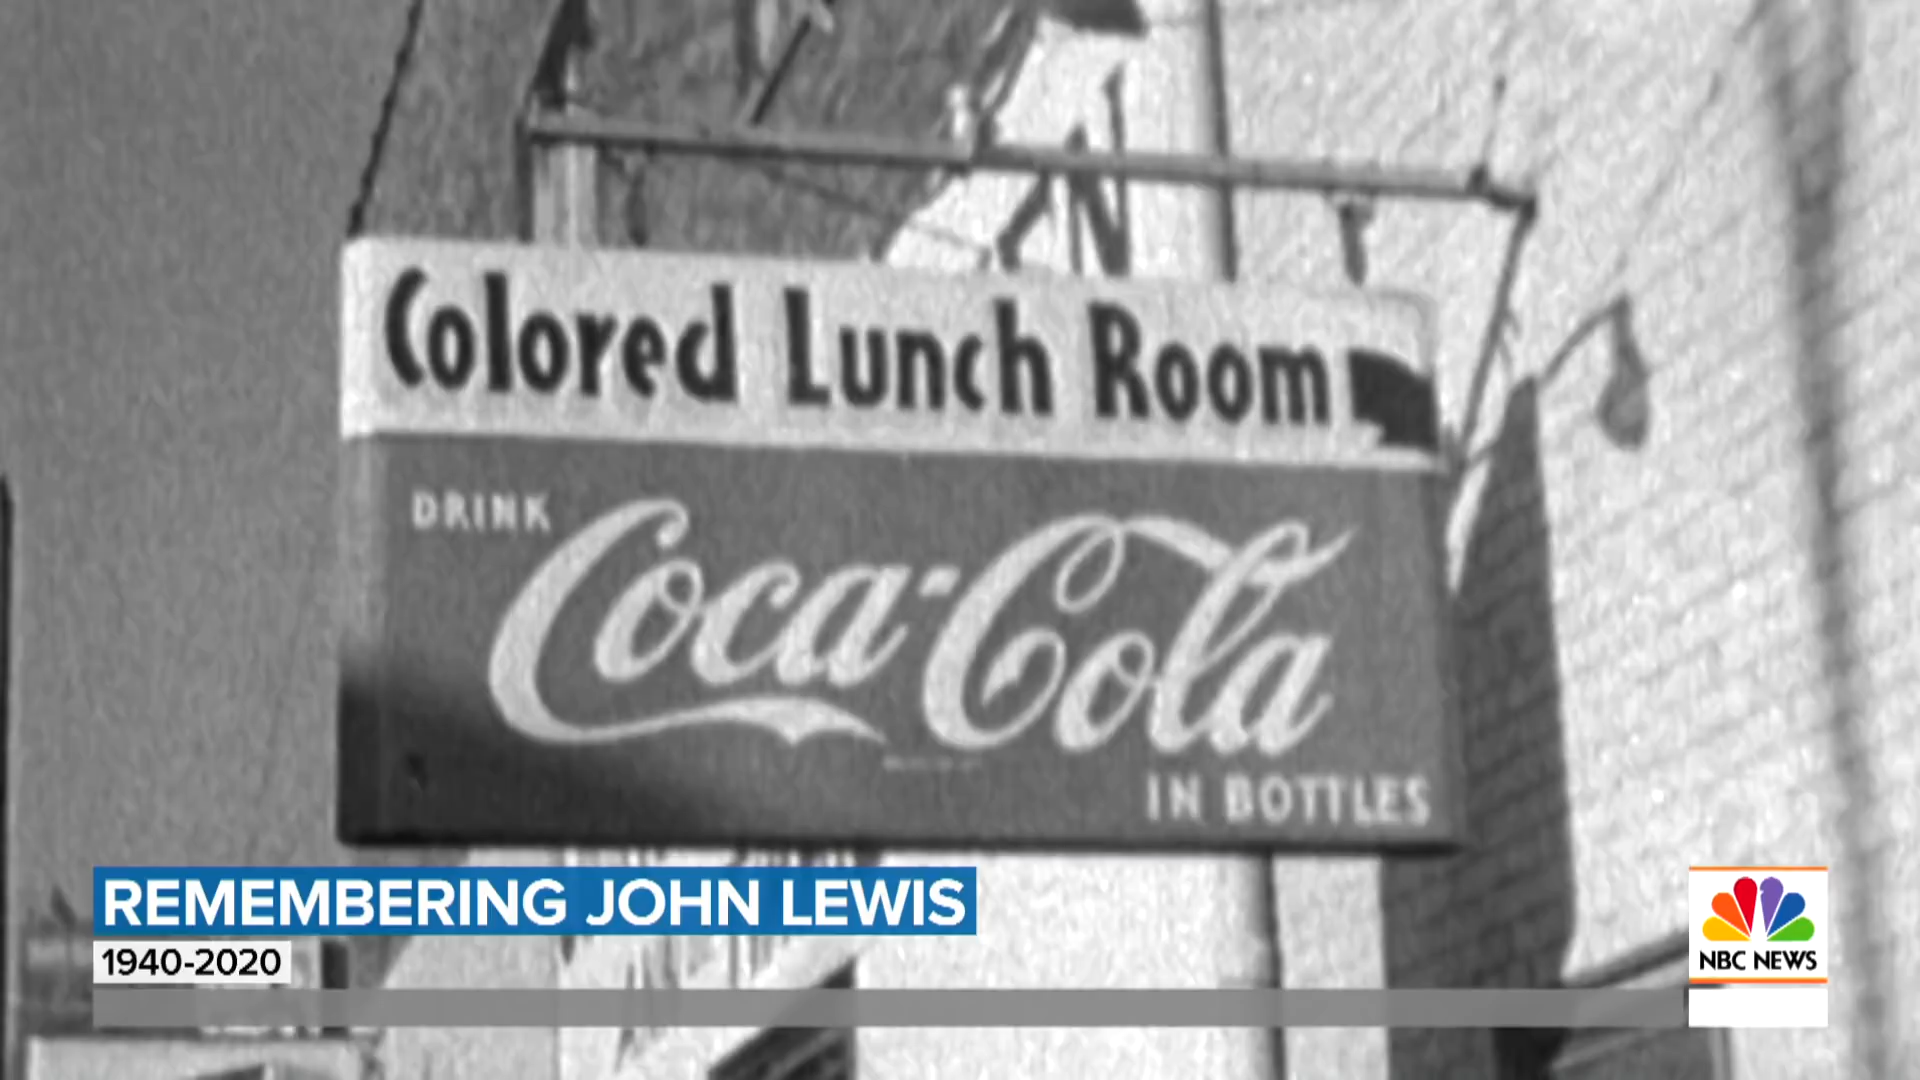 Colored Lunch Room
DRINK
Coca-Cola
IN BOTTLES
REMEMBERING JOHN LEWIS
1940-2020
NBC NEWS